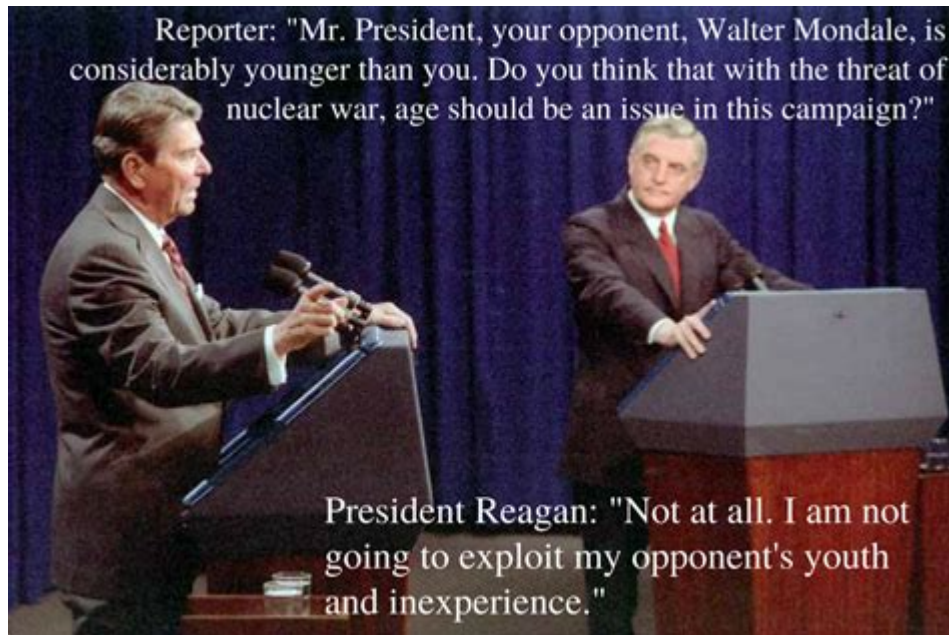 Reporter: "Mr. President, your opponent, Walter Mondale, is
considerably younger than you. Do you think that with the threat of
nuclear war, age should be an issue in this campaign?"
President Reagan: "Not at all. I am not
going to exploit my opponent's youth
and inexperience."